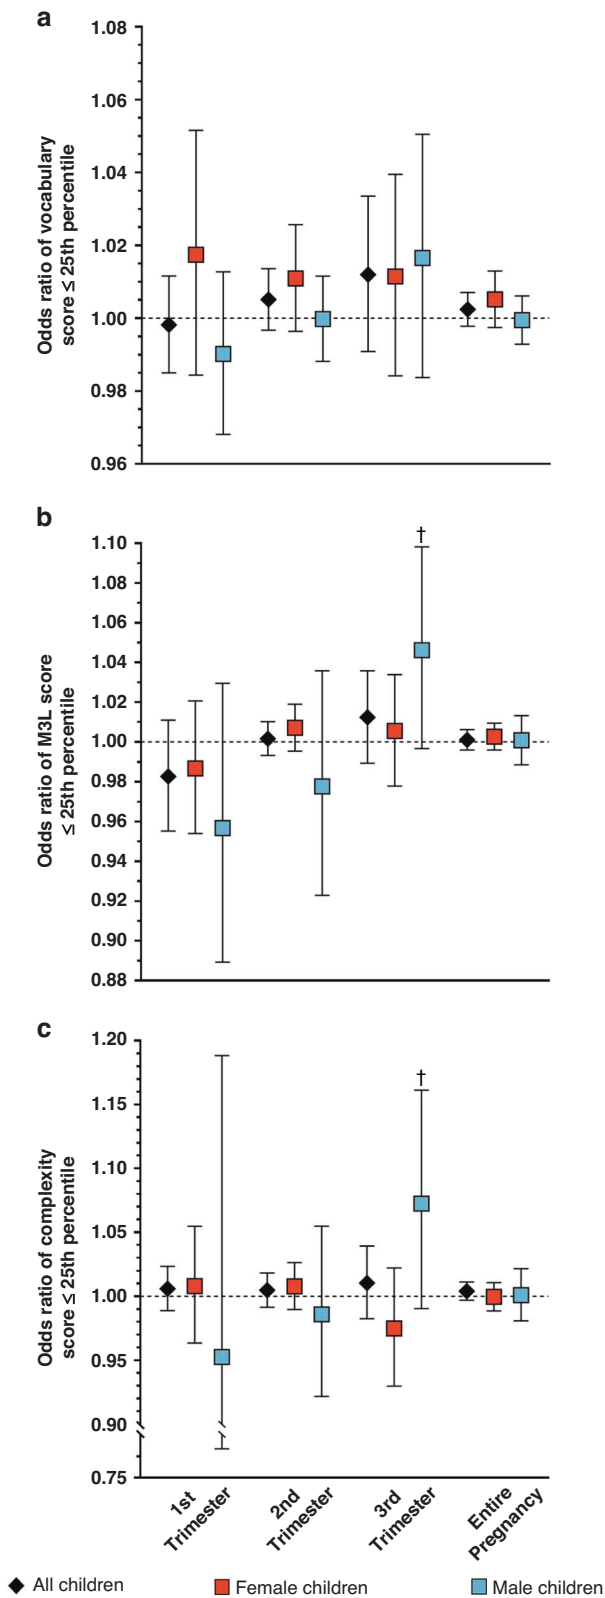 a
Odds ratio of vocabulary
score ≤ 25th percentile
1.08
1.06
1.04
1.02
1.00
0.98
0.96
b
Odds ratio of M3L score
≤ 25th percentile
†
1.10
1.08
1.06
1.04
1.02
1.00
0.98
0.96
0.94
0.92
0.90
0.88
c
Odds ratio of complexity
score ≤ 25th percentile
†
1.20
1.15
1.10
1.05
1.00
0.95
0.90
0.75
1st
Trimester
2nd
Trimester
3rd
Trimester
Entire
Pregnancy
All children
Female children
Male children